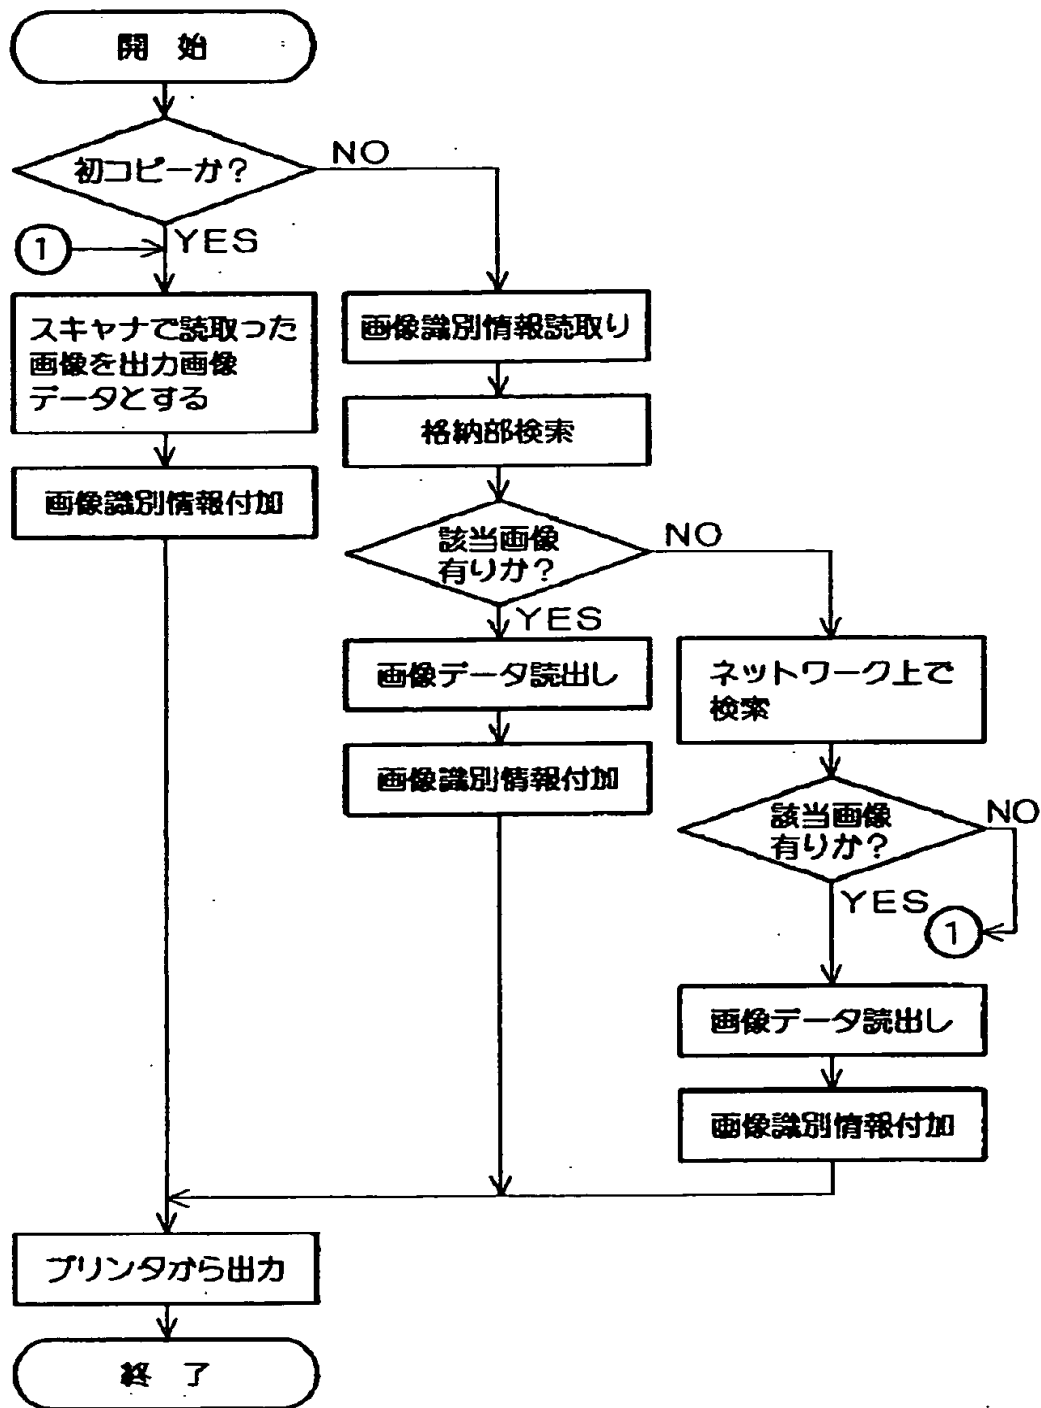 開 始
初コピーか?
NO
YES
①
スキャナで読取った
画像を出力画像
データとする
画像識別情報付加
画像識別情報読取り
格納部検索
該当画像
有りか?
NO
YES
画像データ読出し
画像識別情報付加
ネットワーク上で
検索
該当画像
有りか?
NO
YES
①
画像データ読出し
画像識別情報付加
プリンタから出力
終 了